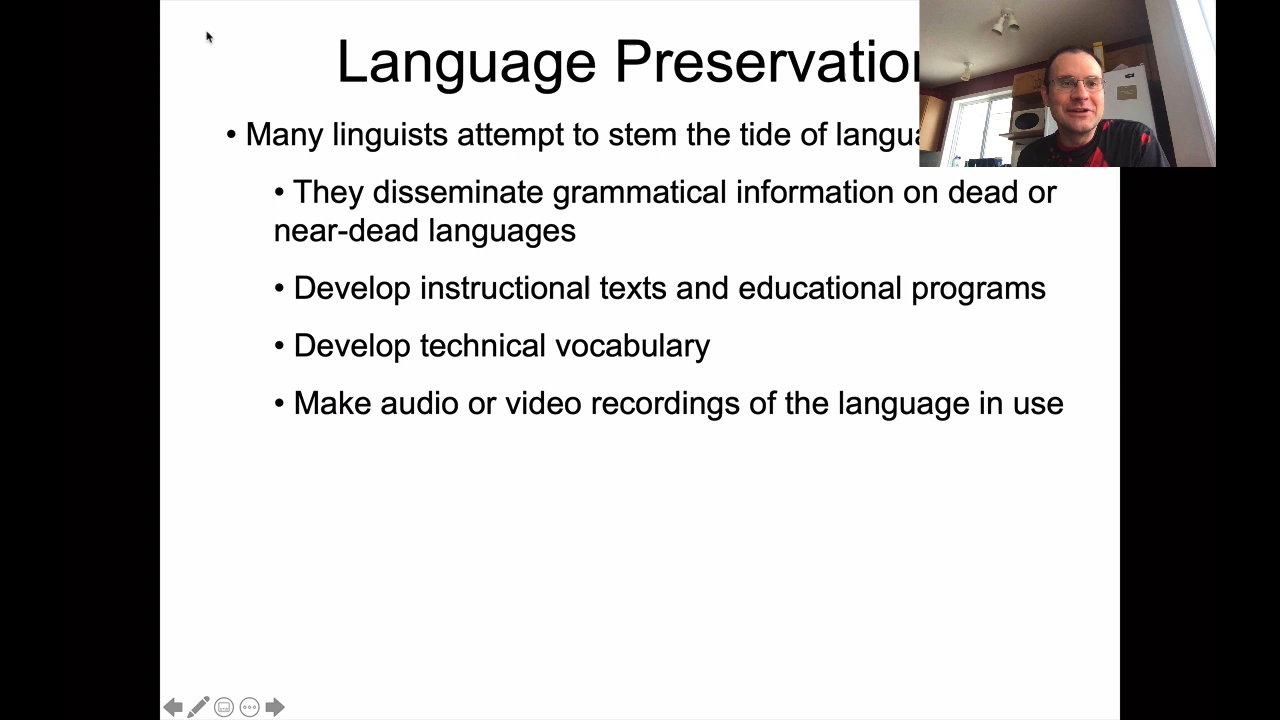 Language Preservation
• Many linguists attempt to stem the tide of
• They disseminate grammatical information on dead or
near-dead languages
• Develop instructional texts and educational programs
• Develop technical vocabulary
• Make audio or video recordings of the language in use